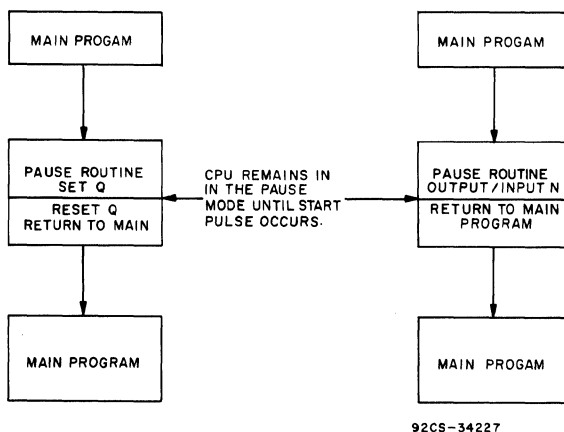 MAIN PROGAM
PAUSE ROUTINE
SET Q
RESET Q
RETURN TO MAIN
MAIN PROGRAM
CPU REMAINS IN
IN THE PAUSE
MODE UNTIL START
PULSE OCCURS.
MAIN PROGAM
PAUSE ROUTINE
OUTPUT/INPUT N
RETURN TO MAIN
PROGRAM
MAIN PROGAM
92CS-34227